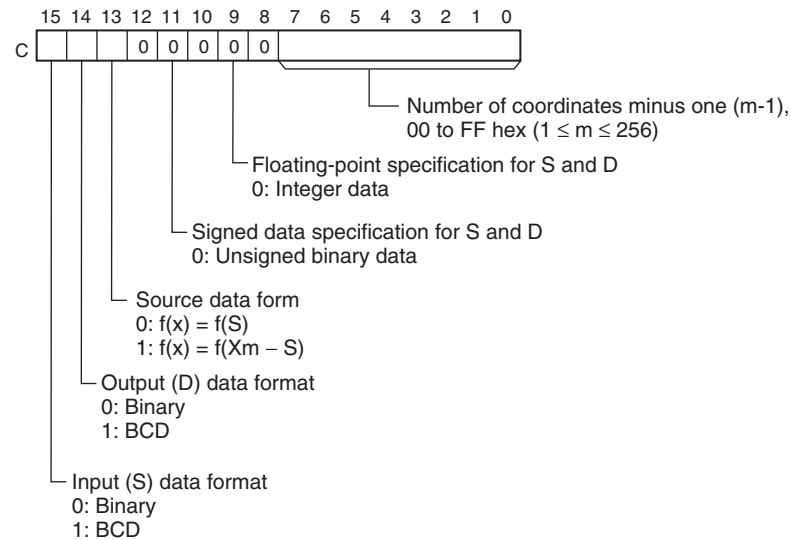 15 14 13 12 11 10 9 8 7 6 5 4 3 2 1 0
C 0 0 0 0 0
Number of coordinates minus one (m-1),
00 to FF hex (1 ≤ m ≤ 256)
Floating-point specification for S and D
0: Integer data
Signed data specification for S and D
0: Unsigned binary data
Source data form
0: f(x) = f(S)
1: f(x) = f(Xm − S)
Output (D) data format
0: Binary
1: BCD
Input (S) data format
0: Binary
1: BCD